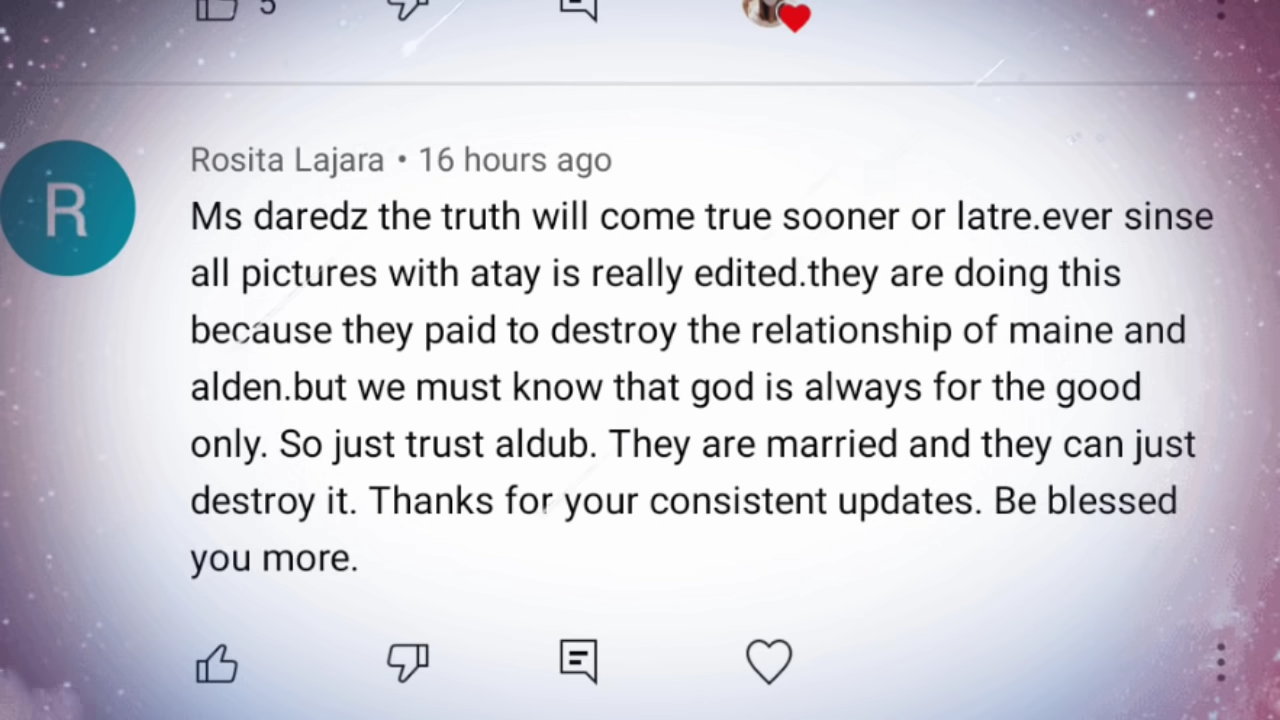 5
R
Rosita Lajara • 16 hours ago
Ms daredz the truth will come true sooner or latre.ever sinse
all pictures with atay is really edited.they are doing this
because they paid to destroy the relationship of maine and
alden.but we must know that god is always for the good
only. So just trust aldub. They are married and they can just
destroy it. Thanks for your consistent updates. Be blessed
you more.